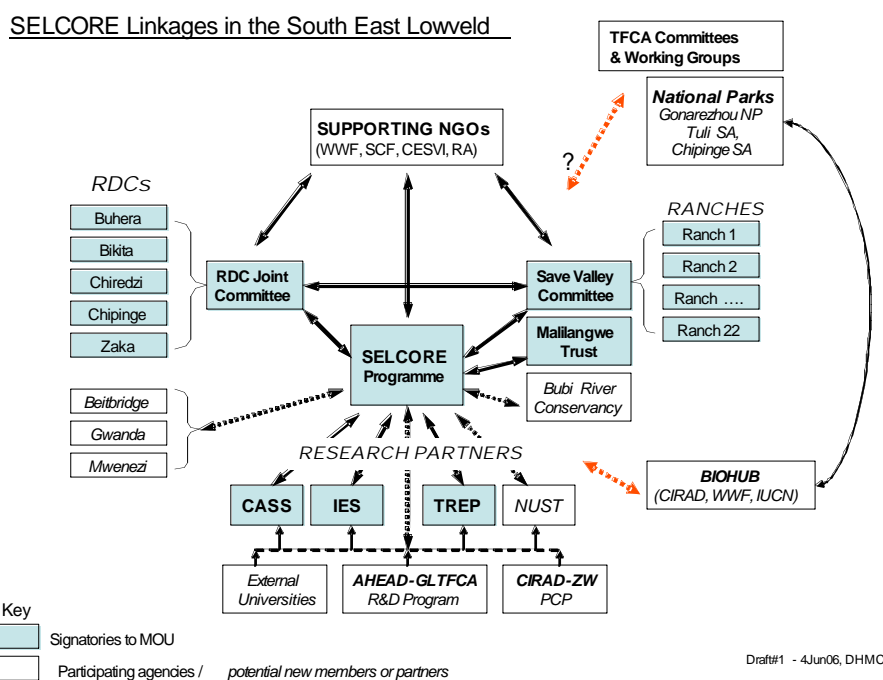 SELCORE Linkages in the South East Lowveld
TFCA Committees
& Working Groups
National Parks
Gonarezhou NP
Tuli SA,
Chipinge SA
SUPPORTING NGOs
(WWF, SCF, CESVI, RA)
?
RDCs
Buhera
Bikita
Chiredzi
Chipinge
Zaka
RDC Joint
Committee
Save Valley
Committee
RANCHES
Ranch 1
Ranch 2
Ranch ....
Ranch 22
Malilangwe
Trust
SELCORE
Programme
Bubi River
Conservancy
Beitbridge
Gwanda
Mwenezi
RESEARCH PARTNERS
BIOHUB
(CIRAD, WWF, IUCN)
CASS
IES
TREP
NUST
External
Universities
AHEAD-GLTFCA
R&D Program
CIRAD-ZW
PCP
Key
Signatories to MOU
Participating agencies / potential new members or partners
Draft#1 - 4Jun06, DHMC